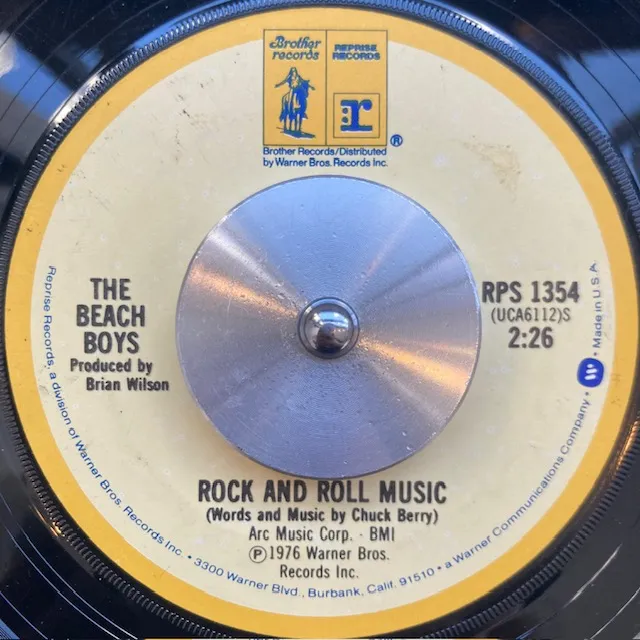 Brother
records
REPRISE
RECORDS
r
®
Brother Records/Distributed
by Warner Bros. Records Inc.
THE
BEACH
BOYS
Produced by
Brian Wilson
RPS 1354
(UCA6112)S
2:26
ROCK AND ROLL MUSIC
(Words and Music by Chuck Berry)
Arc Music Corp. · BMI
℗1976 Warner Bros.
Records Inc.
Reprise Records, a division of Warner Bros. Records Inc. • 3300 Warner Blvd., Burbank, Calif. 91510 • a Warner Communications Company • Made in U.S.A.